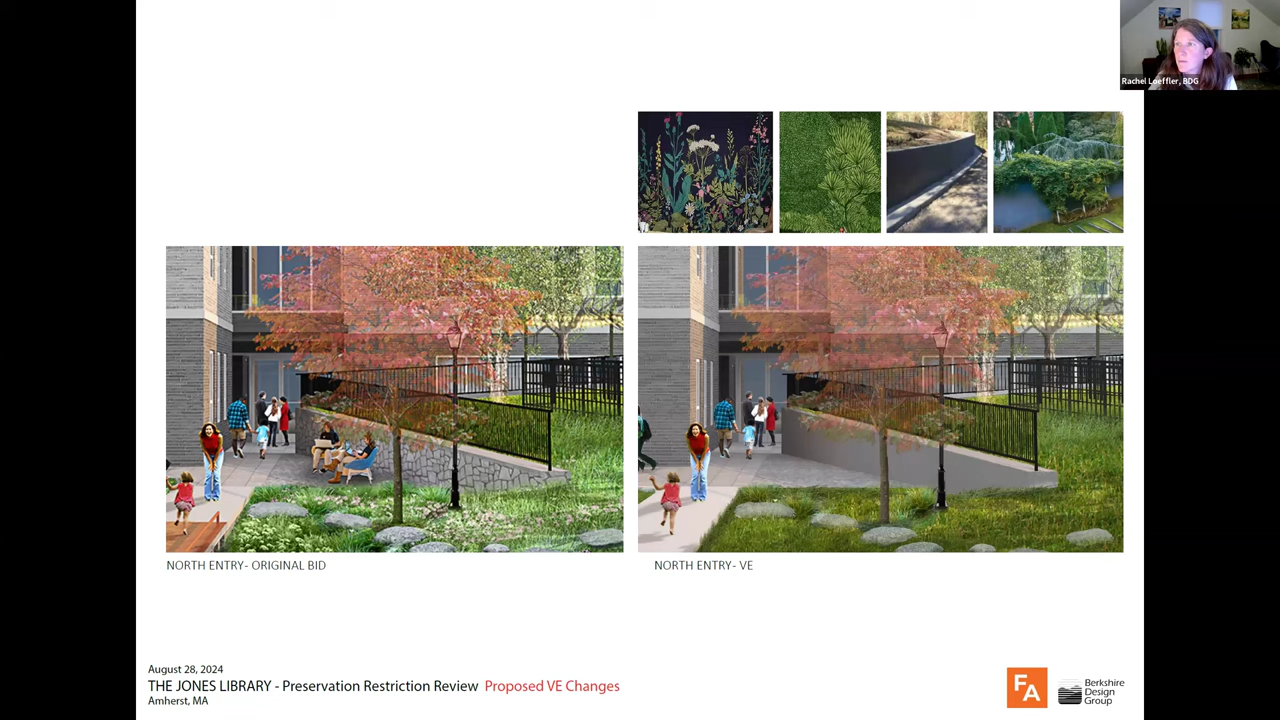 Rachel Loeffler, BDG
NORTH ENTRY- ORIGINAL BID
NORTH ENTRY- VE
August 28, 2024
THE JONES LIBRARY - Preservation Restriction Review Proposed VE Changes
Amherst, MA
FA
Berkshire
Design
Group